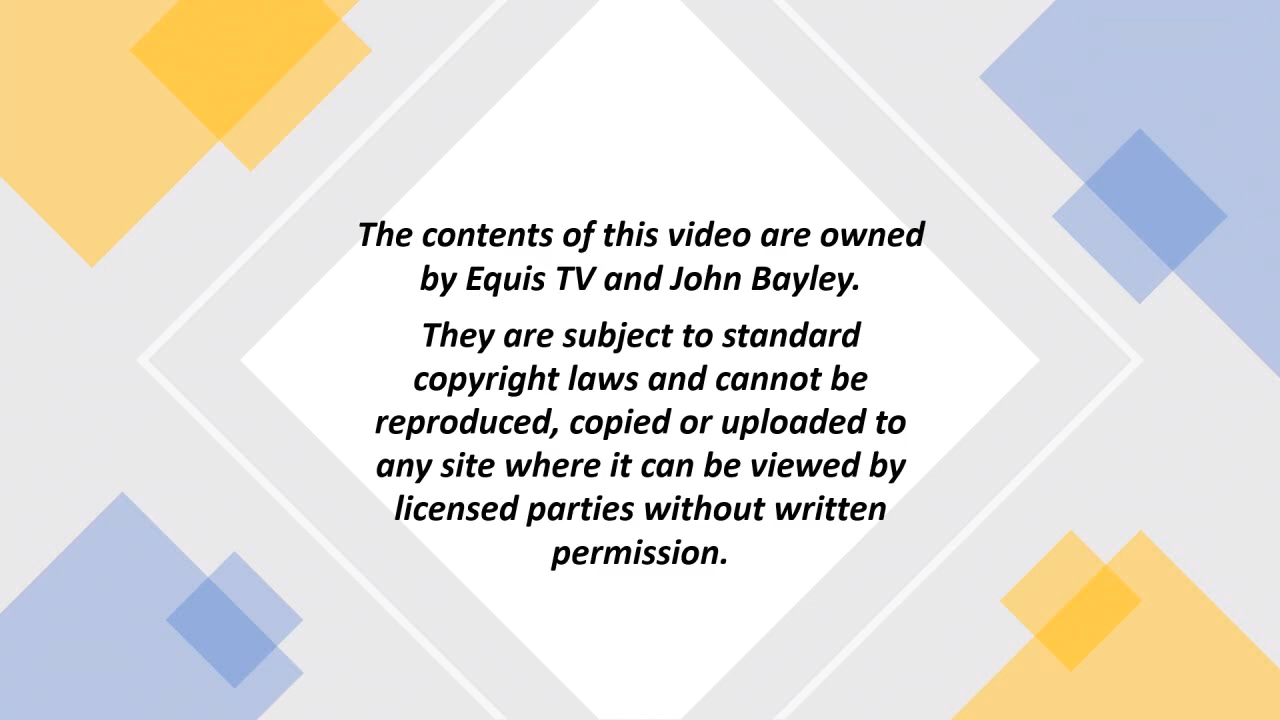 The contents of this video are owned
by Equis TV and John Bayley.
They are subject to standard
copyright laws and cannot be
reproduced, copied or uploaded to
any site where it can be viewed by
licensed parties without written
permission.